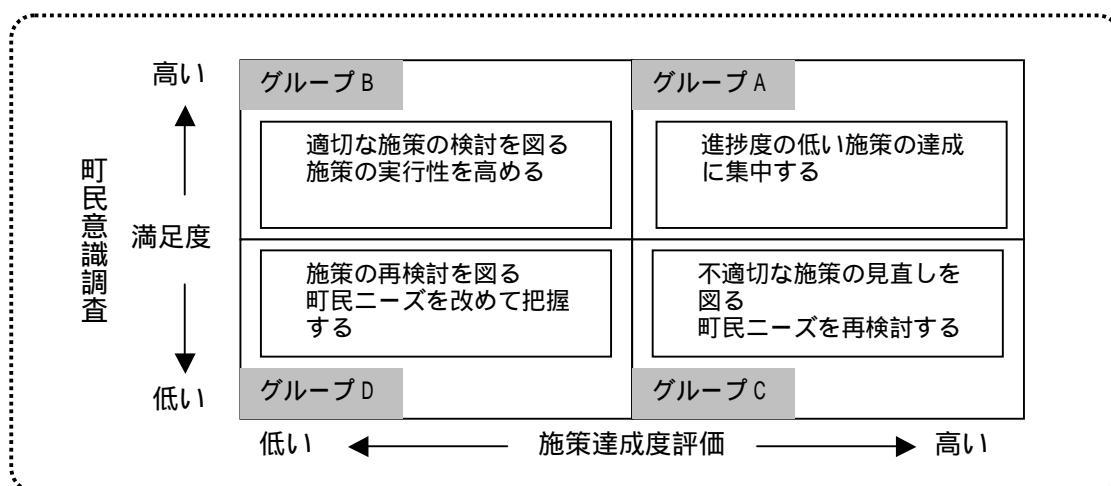 高い
グループB
グループA
適切な施策の検討を図る
施策の実行性を高める
進捗度の低い施策の達成
に集中する
町民意識調査
満足度
施策の再検討を図る
町民ニーズを改めて把握
する
不適切な施策の見直しを
図る
町民ニーズを再検討する
低い
グループD
グループC
低い
施策達成度評価
高い